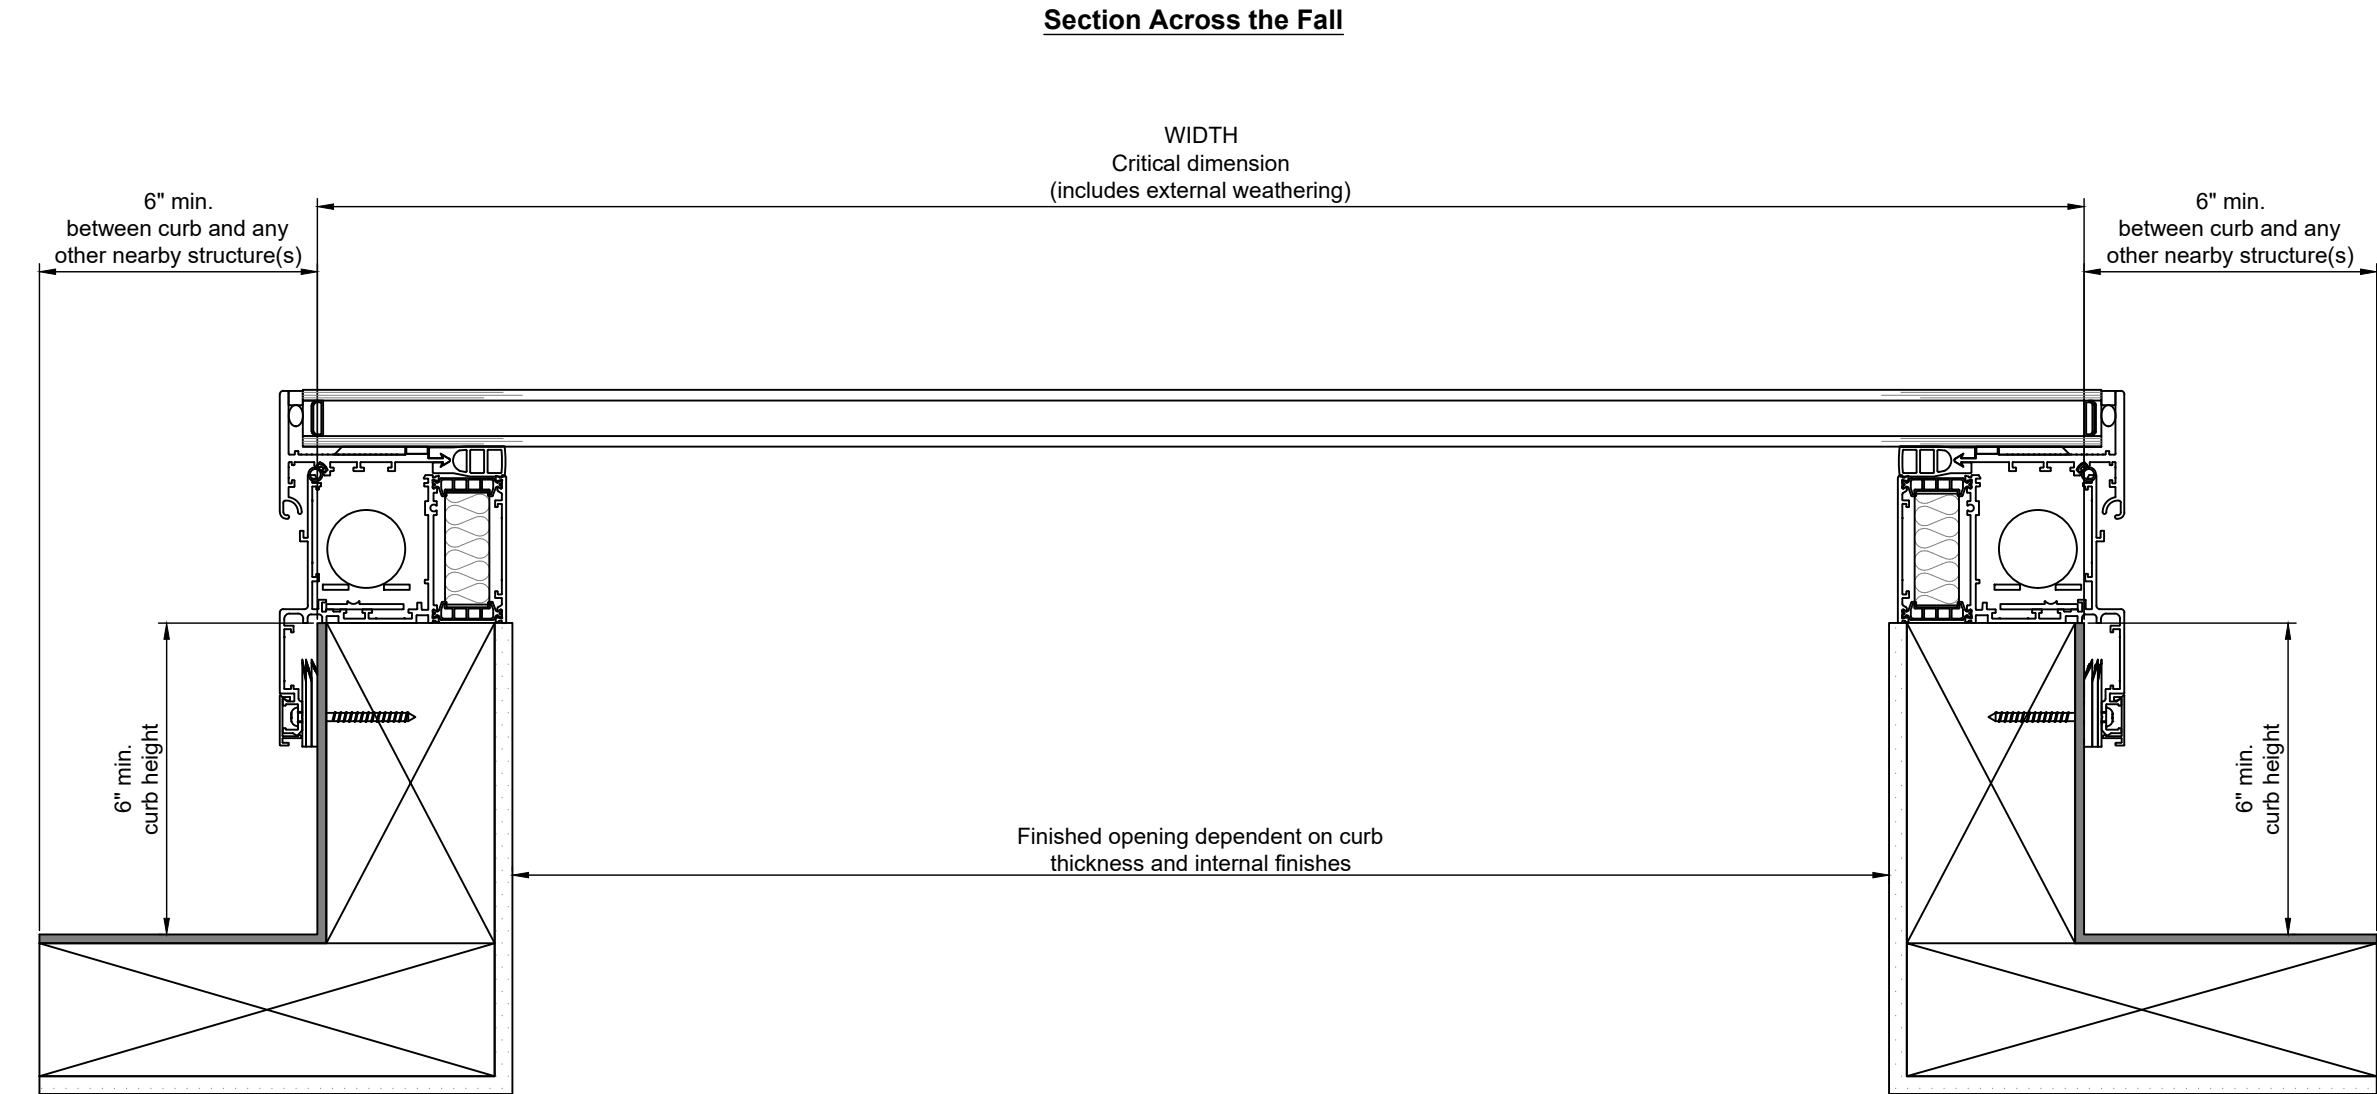 Section Across the Fall
WIDTH
Critical dimension
(includes external weathering)
6" min.
between curb and any
other nearby structure(s)
6" min.
between curb and any
other nearby structure(s)
6" min.
curb height
6" min.
curb height
Finished opening dependent on curb
thickness and internal finishes